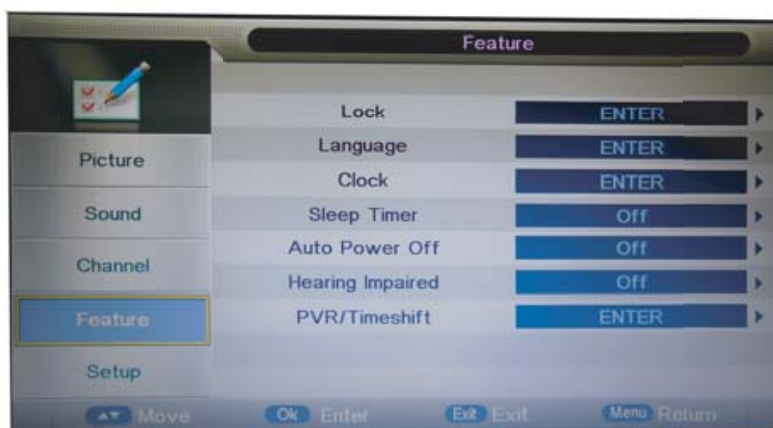 Feature
Lock ENTER
Language ENTER
Clock ENTER
Sleep Timer Off
Auto Power Off Off
Hearing Impaired Off
PVR/Timeshift ENTER
Picture
Sound
Channel
Feature
Setup
Move Ok Enter Exit Exit Menu Return